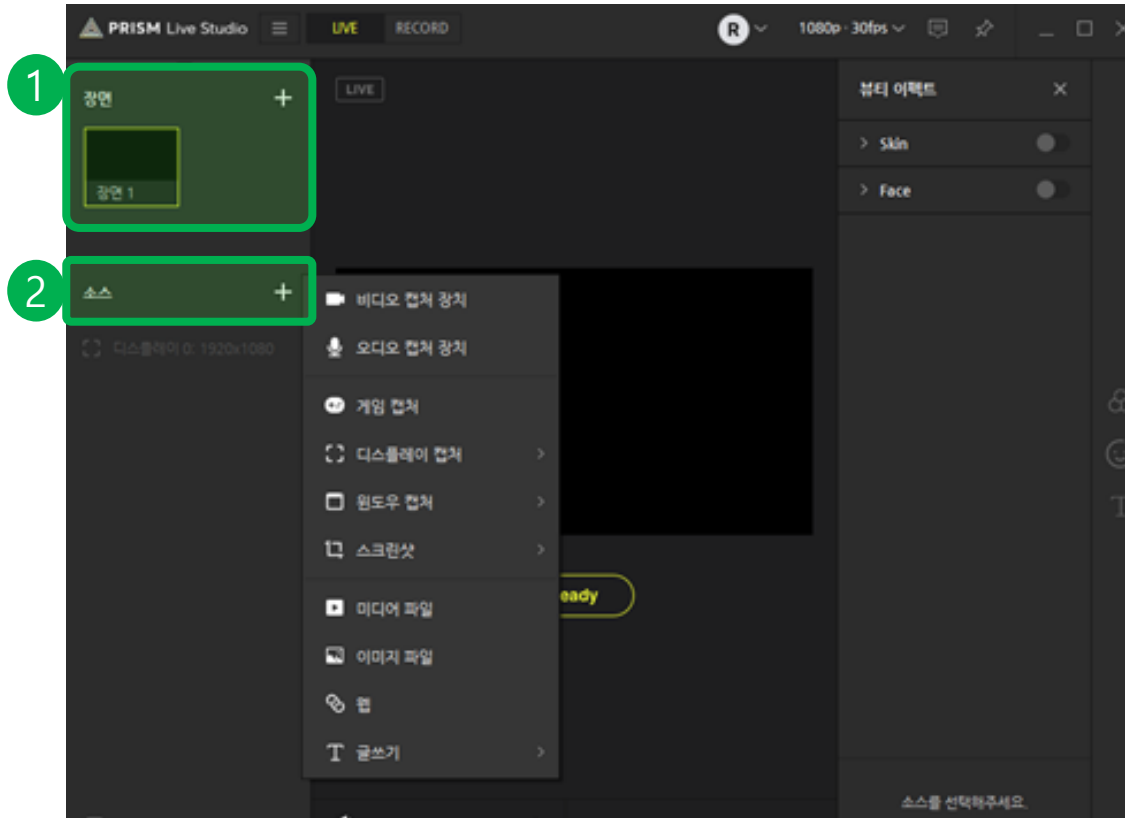 PRISM Live Studio
LIVE RECORD
R
1080p · 30fps
1
장면
장면 1
LIVE
뷰티 이펙트
Skin
Face
2
소스
디스플레이 0: 1920x1080
비디오 캡처 장치
오디오 캡처 장치
게임 캡처
디스플레이 캡처
윈도우 캡처
스크린샷
미디어 파일
이미지 파일
웹
글쓰기
eady
소스를 선택해주세요.